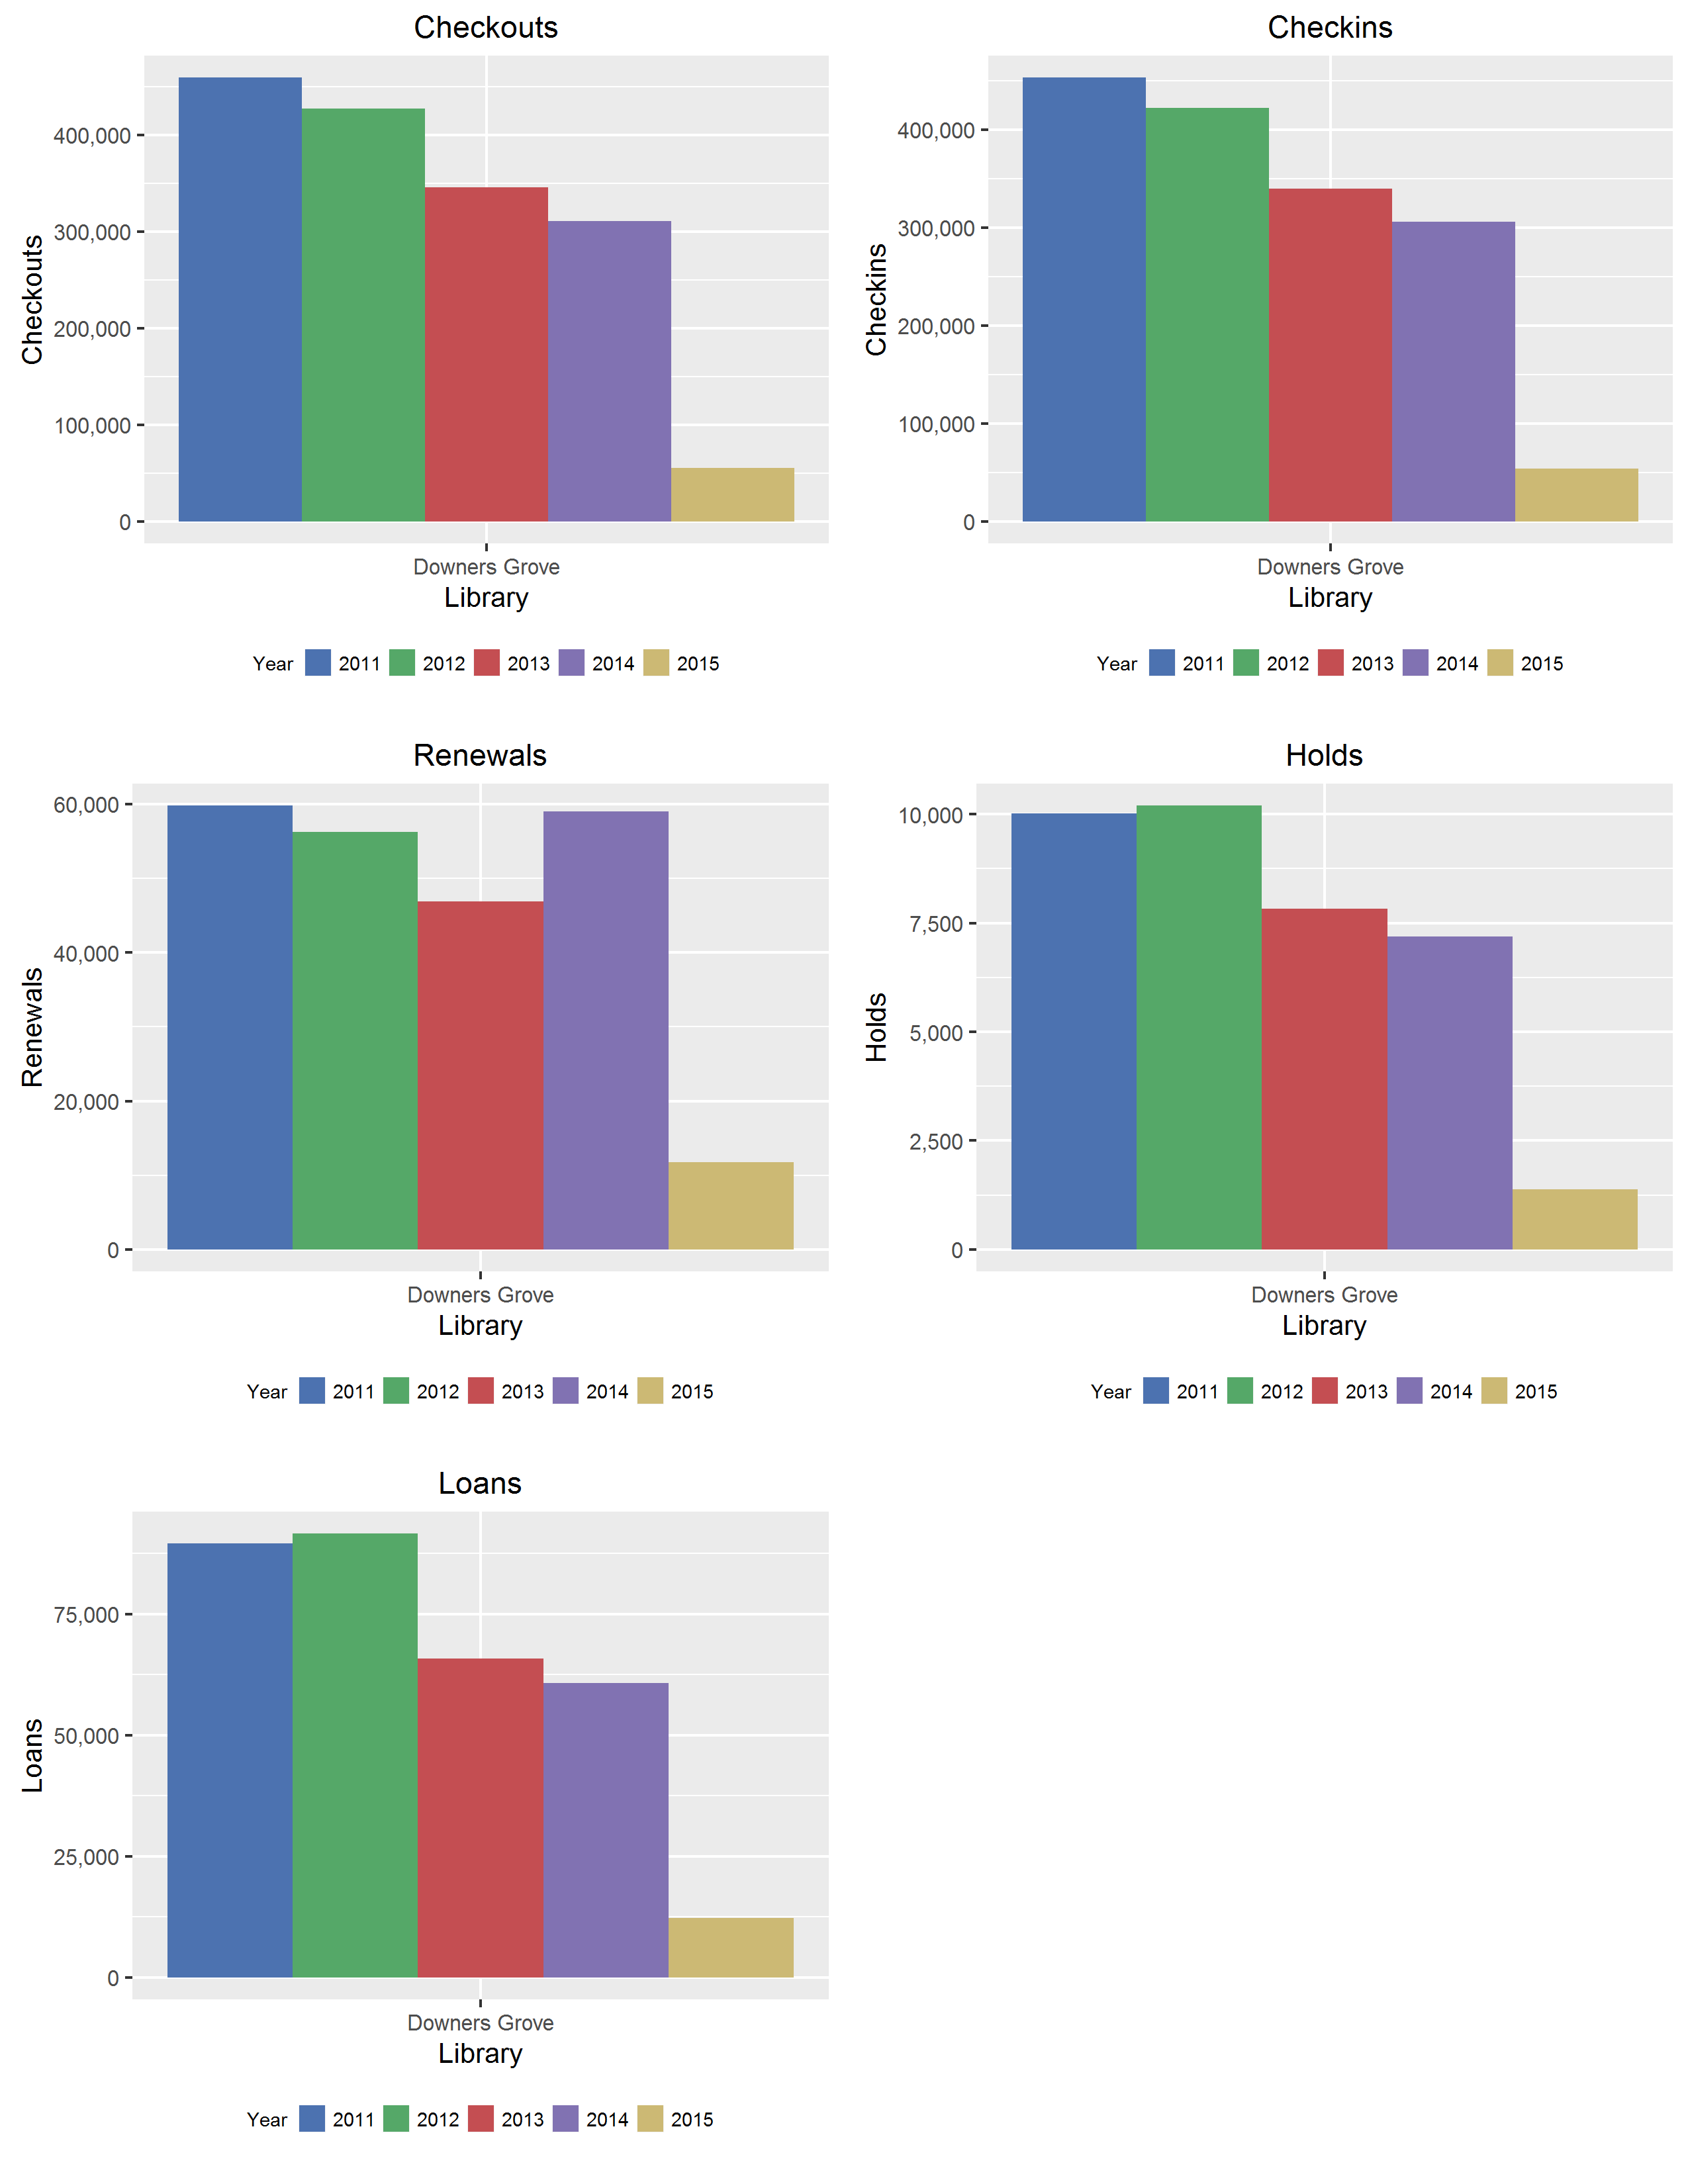 Checkouts
Checkouts
400,000
300,000
200,000
100,000
0
Downers Grove
Library
Year 2011 2012 2013 2014 2015
Checkins
Checkins
400,000
300,000
200,000
100,000
0
Downers Grove
Library
Year 2011 2012 2013 2014 2015
Renewals
Renewals
60,000
40,000
20,000
0
Downers Grove
Library
Year 2011 2012 2013 2014 2015
Holds
Holds
10,000
7,500
5,000
2,500
0
Downers Grove
Library
Year 2011 2012 2013 2014 2015
Loans
Loans
75,000
50,000
25,000
0
Downers Grove
Library
Year 2011 2012 2013 2014 2015